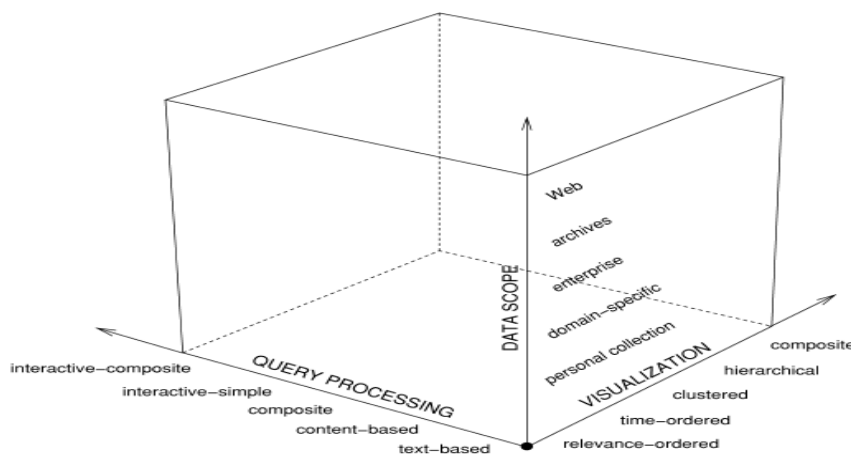 Web
archives
enterprise
domain−specific
personal collection
DATA SCOPE
VISUALIZATION
composite
hierarchical
clustered
time−ordered
relevance−ordered
QUERY PROCESSING
interactive−composite
interactive−simple
composite
content−based
text−based